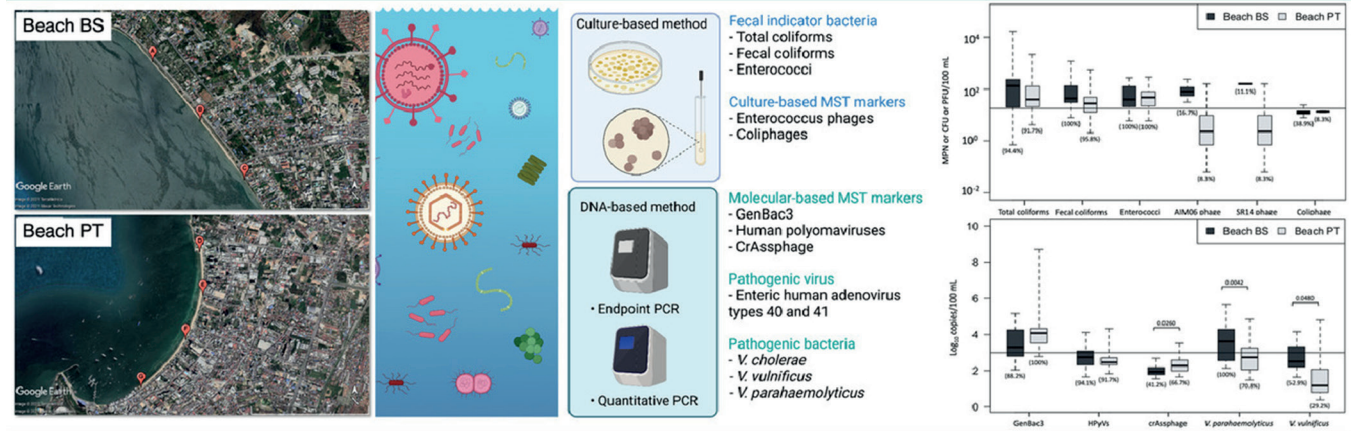 Beach BS
A
B
C
Google Earth
Beach PT
D
E
F
G
Google Earth
Culture-based method
DNA-based method
• Endpoint PCR
• Quantitative PCR
Fecal indicator bacteria
- Total coliforms
- Fecal coliforms
- Enterococci
Culture-based MST markers
- Enterococcus phages
- Coliphages
Molecular-based MST markers
- GenBac3
- Human polyomaviruses
- CrAssphage
Pathogenic virus
- Enteric human adenovirus
types 40 and 41
Pathogenic bacteria
- V. cholerae
- V. vulnificus
- V. parahaemolyticus
Beach BS Beach PT
MPN or CFU or PFU/100 mL
10⁴
10²
10⁰
10⁻²
(94.4%)
(91.7%)
(100%)
(95.8%)
(100%)
(100%)
(16.7%)
(8.3%)
(11.1%)
(8.3%)
(38.9%)
(8.3%)
Total coliforms Fecal coliforms Enterococci AIM06 phage SR14 phage Coliphage
Beach BS Beach PT
Log₁₀ copies/100 mL
10
8
6
4
2
0
0.0260
0.0042
0.0480
(88.2%)
(100%)
(94.1%)
(91.7%)
(41.2%)
(66.7%)
(100%)
(70.8%)
(52.9%)
(29.2%)
GenBac3 HPyVs crAssphage V. parahaemolyticus V. vulnificus